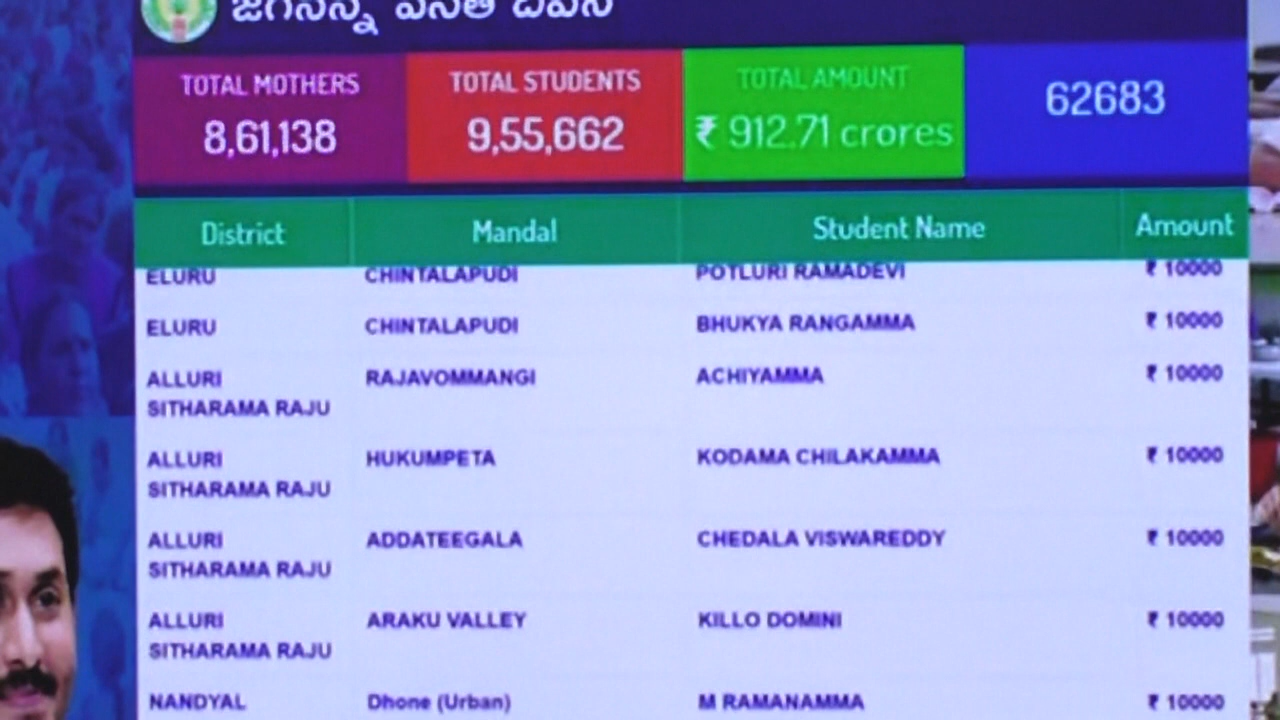 జగనన్న వసతి దీవెన
TOTAL MOTHERS
8,61,138
TOTAL STUDENTS
9,55,662
TOTAL AMOUNT
₹ 912.71 crores
62683
District Mandal Student Name Amount
ELURU CHINTALAPUDI POTLURI RAMADEVI ₹ 10000
ELURU CHINTALAPUDI BHUKYA RANGAMMA ₹ 10000
ALLURI RAJAVOMMANGI ACHIYAMMA ₹ 10000
SITHARAMA RAJU
ALLURI HUKUMPETA KODAMA CHILAKAMMA ₹ 10000
SITHARAMA RAJU
ALLURI ADDATEEGALA CHEDALA VISWAREDDY ₹ 10000
SITHARAMA RAJU
ALLURI ARAKU VALLEY KILLO DOMINI ₹ 10000
SITHARAMA RAJU
NANDYAL Dhone (Urban) M RAMANAMMA ₹ 10000